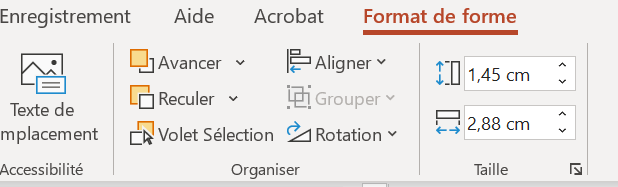 Enregistrement Aide Acrobat Format de forme
Avancer Aligner 1,45 cm
Reculer Grouper
Texte de
mplacement Volet Sélection Rotation 2,88 cm
Accessibilité Organiser Taille